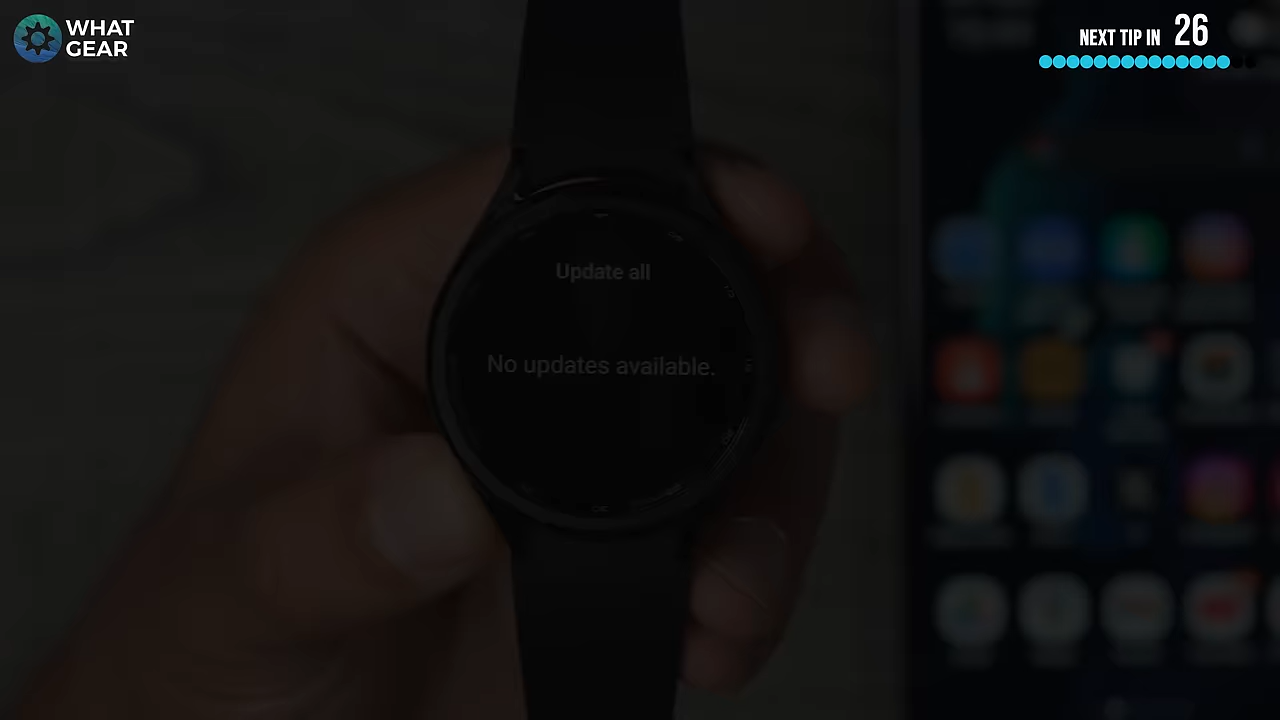 WHAT
GEAR
NEXT TIP IN 26
Update all
No updates available.